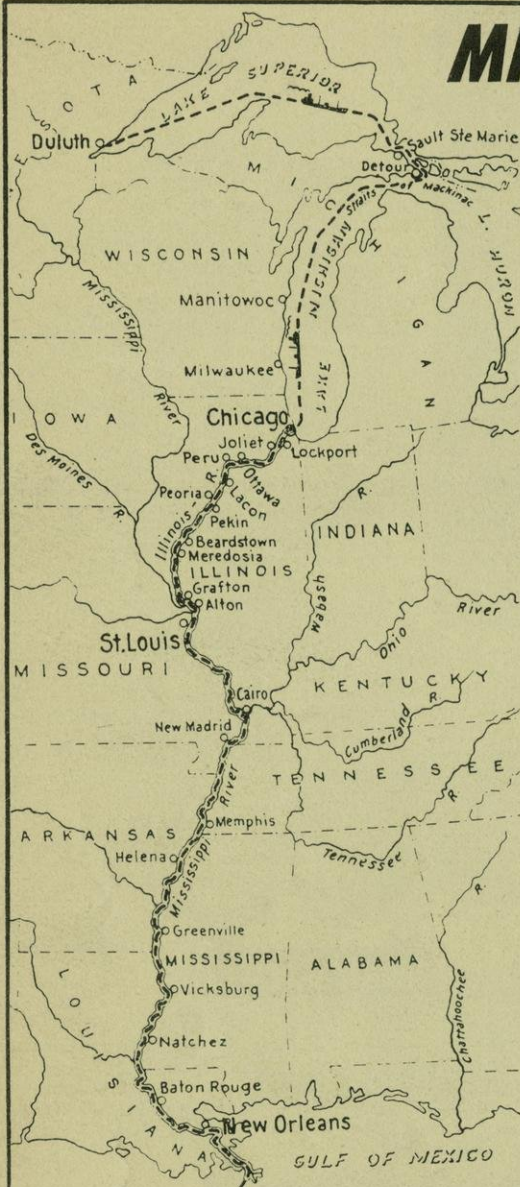 MI
ESOTA
LAKE SUPERIOR
Duluth
Sault Ste Marie
Detour
Straits of Mackinac
MICHIGAN
L. HURON
WISCONSIN
Mississippi River
Manitowoc
LAKE MICHIGAN
Milwaukee
IOWA
Chicago
Joliet
Lockport
Des Moines R.
Peru
Ottawa
Peoria
Lacon
Illinois R.
Pekin
INDIANA
Wabash R.
Beardstown
Meredosia
ILLINOIS
Grafton
Alton
Ohio River
St. Louis
MISSOURI
KENTUCKY
Cairo
New Madrid
Cumberland R.
TENNESSEE
Mississippi River
ARKANSAS
Memphis
Tennessee R.
Helena
Greenville
MISSISSIPPI
ALABAMA
Vicksburg
Chattahoochee R.
LOUISIANA
Natchez
Baton Rouge
New Orleans
GULF OF MEXICO